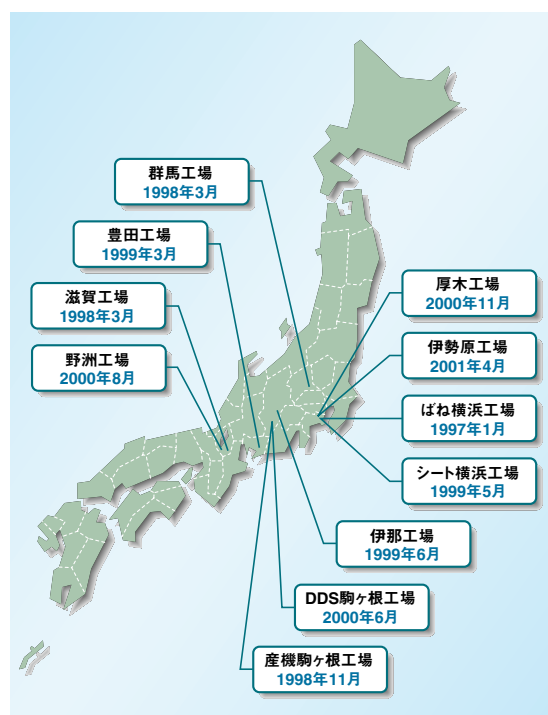 群馬工場
1998年3月
豊田工場
1999年3月
滋賀工場
1998年3月
野洲工場
2000年8月
厚木工場
2000年11月
伊勢原工場
2001年4月
ばね横浜工場
1997年1月
シート横浜工場
1999年5月
伊那工場
1999年6月
DDS駒ヶ根工場
2000年6月
産機駒ヶ根工場
1998年11月